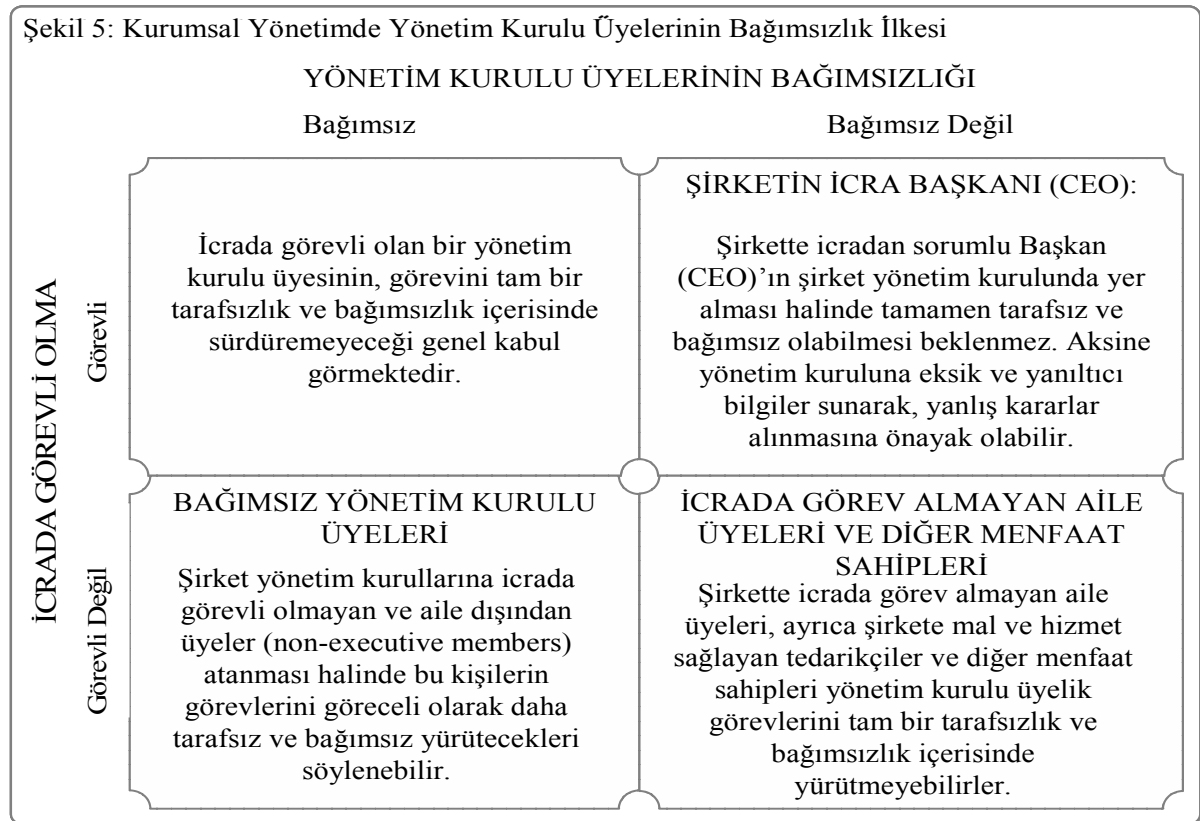 Şekil 5: Kurumsal Yönetimde Yönetim Kurulu Üyelerinin Bağımsızlık İlkesi
YÖNETİM KURULU ÜYELERİNİN BAĞIMSIZLIĞI
Bağımsız
Bağımsız Değil
İCRADA GÖREVLİ OLMA
Görevli
İcrada görevli olan bir yönetim
kurulu üyesinin, görevini tam bir
tarafsızlık ve bağımsızlık içerisinde
sürdüremeyeceği genel kabul
görmektedir.
ŞİRKETİN İCRA BAŞKANI (CEO):
Şirkette icradan sorumlu Başkan
(CEO)’ın şirket yönetim kurulunda yer
alması halinde tamamen tarafsız ve
bağımsız olabilmesi beklenmez. Aksine
yönetim kuruluna eksik ve yanıltıcı
bilgiler sunarak, yanlış kararlar
alınmasına önayak olabilir.
Görevli Değil
BAĞIMSIZ YÖNETİM KURULU
ÜYELERİ
Şirket yönetim kurullarına icrada
görevli olmayan ve aile dışından
üyeler (non-executive members)
atanması halinde bu kişilerin
görevlerini göreceli olarak daha
tarafsız ve bağımsız yürütecekleri
söylenebilir.
İCRADA GÖREV ALMAYAN AİLE
ÜYELERİ VE DİĞER MENFAAT
SAHİPLERİ
Şirkette icrada görev almayan aile
üyeleri, ayrıca şirkete mal ve hizmet
sağlayan tedarikçiler ve diğer menfaat
sahipleri yönetim kurulu üyelik
görevlerini tam bir tarafsızlık ve
bağımsızlık içerisinde
yürütmeyebilirler.